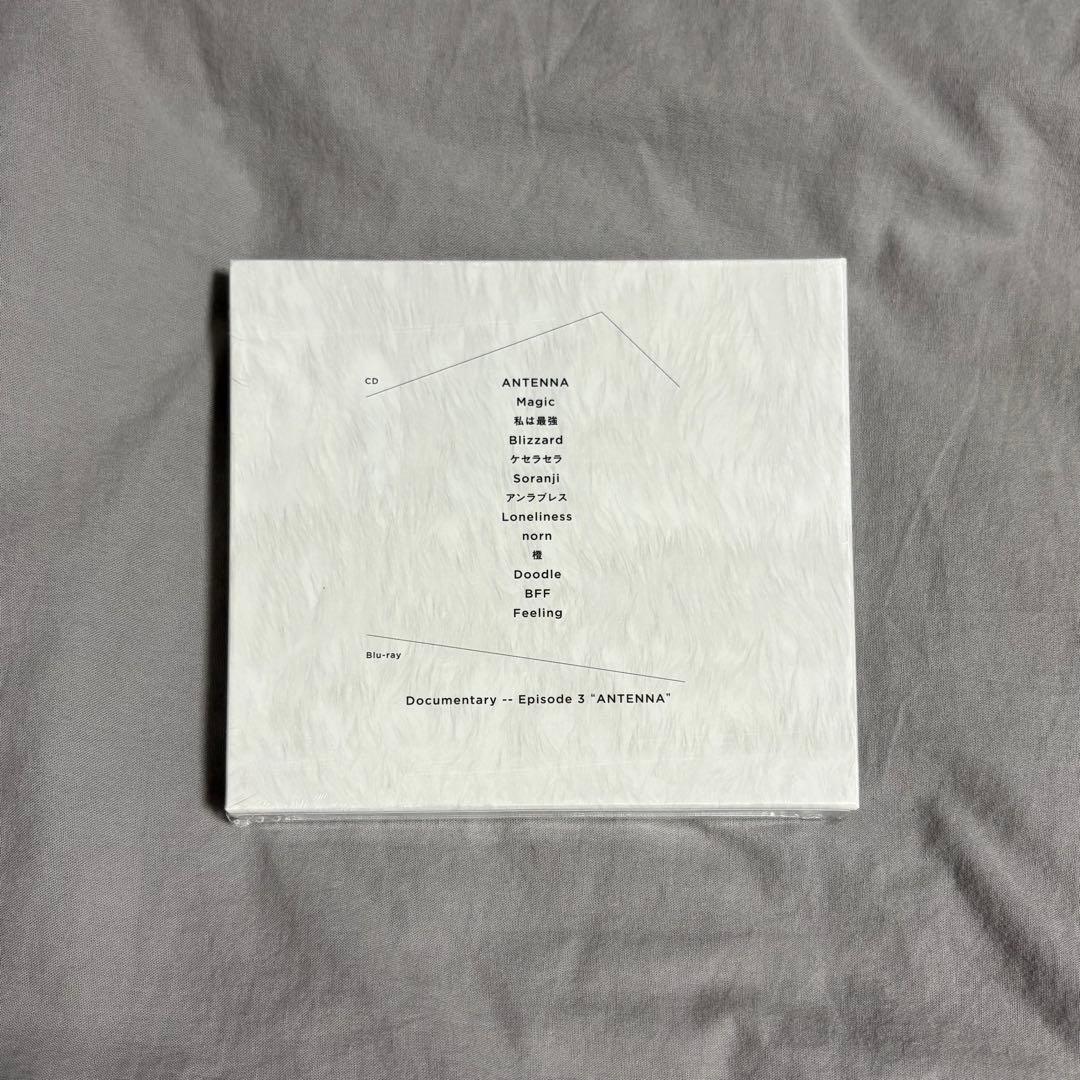 CD
ANTENNA
Magic
私は最強
Blizzard
ケセラセラ
Soranji
アンラブレス
Loneliness
norn
橙
Doodle
BFF
Feeling
Blu-ray
Documentary -- Episode 3 “ANTENNA”